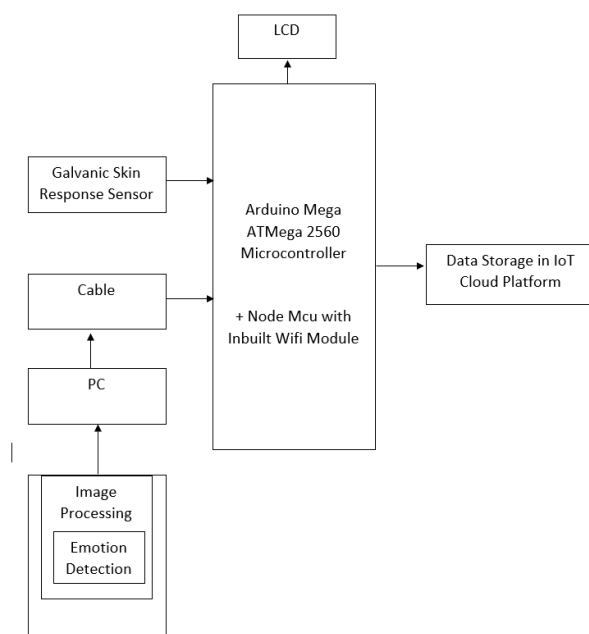 LCD
Galvanic Skin
Response Sensor
Arduino Mega
ATMega 2560
Microcontroller
+ Node Mcu with
Inbuilt Wifi Module
Data Storage in IoT
Cloud Platform
Cable
PC
Image
Processing
Emotion
Detection